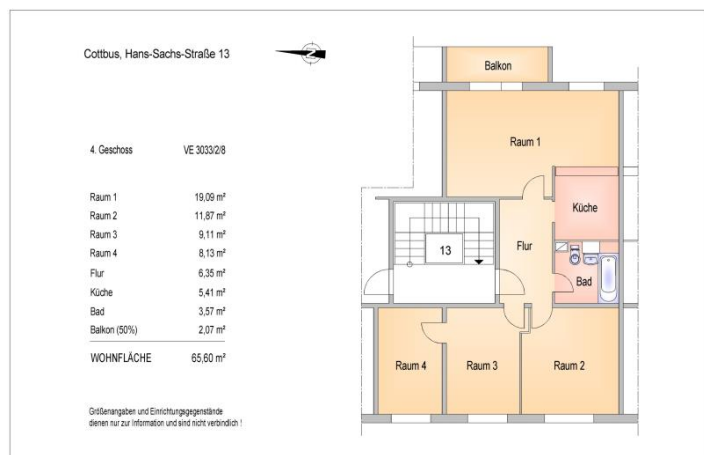 Cottbus, Hans-Sachs-Straße 13
N
4. Geschoss VE 3033/2/8
Raum 1 19,09 m²
Raum 2 11,87 m²
Raum 3 9,11 m²
Raum 4 8,13 m²
Flur 6,35 m²
Küche 5,41 m²
Bad 3,57 m²
Balkon (50%) 2,07 m²
WOHNFLÄCHE 65,60 m²
Größenangaben und Einrichtungsgegenstände
dienen nur zur Information und sind nicht verbindlich !
Balkon
Raum 1
Küche
13
Flur
Bad
Raum 4
Raum 3
Raum 2